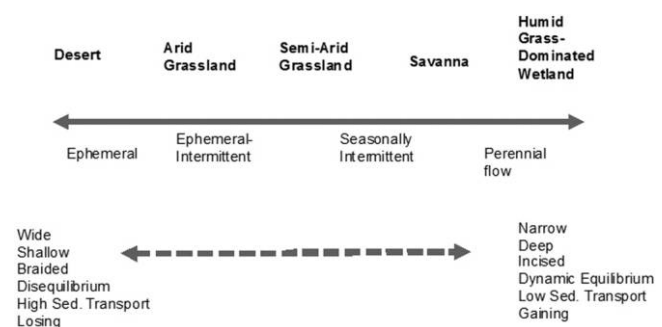 Desert
Arid
Grassland
Semi-Arid
Grassland
Savanna
Humid
Grass-
Dominated
Wetland
Ephemeral
Ephemeral-
Intermittent
Seasonally
Intermittent
Perennial
flow
Wide
Shallow
Braided
Disequilibrium
High Sed. Transport
Losing
Narrow
Deep
Incised
Dynamic Equilibrium
Low Sed. Transport
Gaining